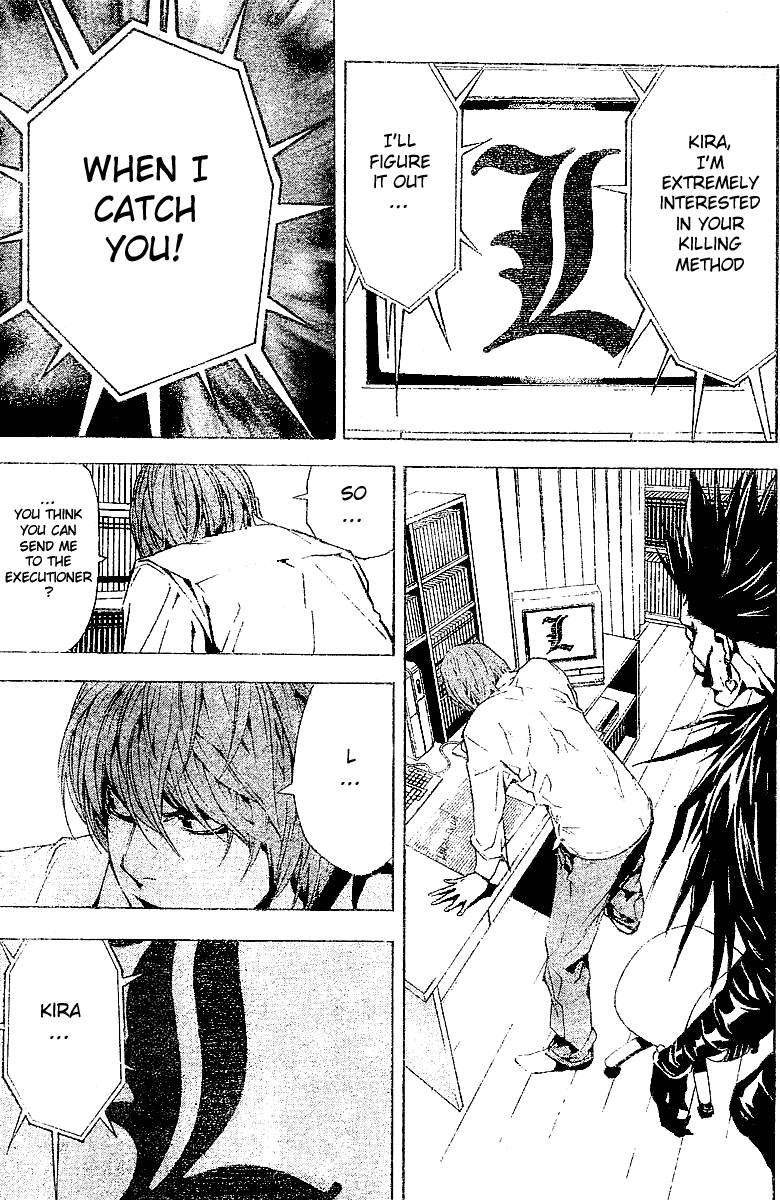 KIRA,
I'M
EXTREMELY
INTERESTED
IN YOUR
KILLING
METHOD
I'LL
FIGURE
IT OUT
...
L
WHEN I
CATCH
YOU!
L
SO
...
...
YOU THINK
YOU CAN
SEND ME
TO THE
EXECUTIONER
?
L
...
KIRA
...
L